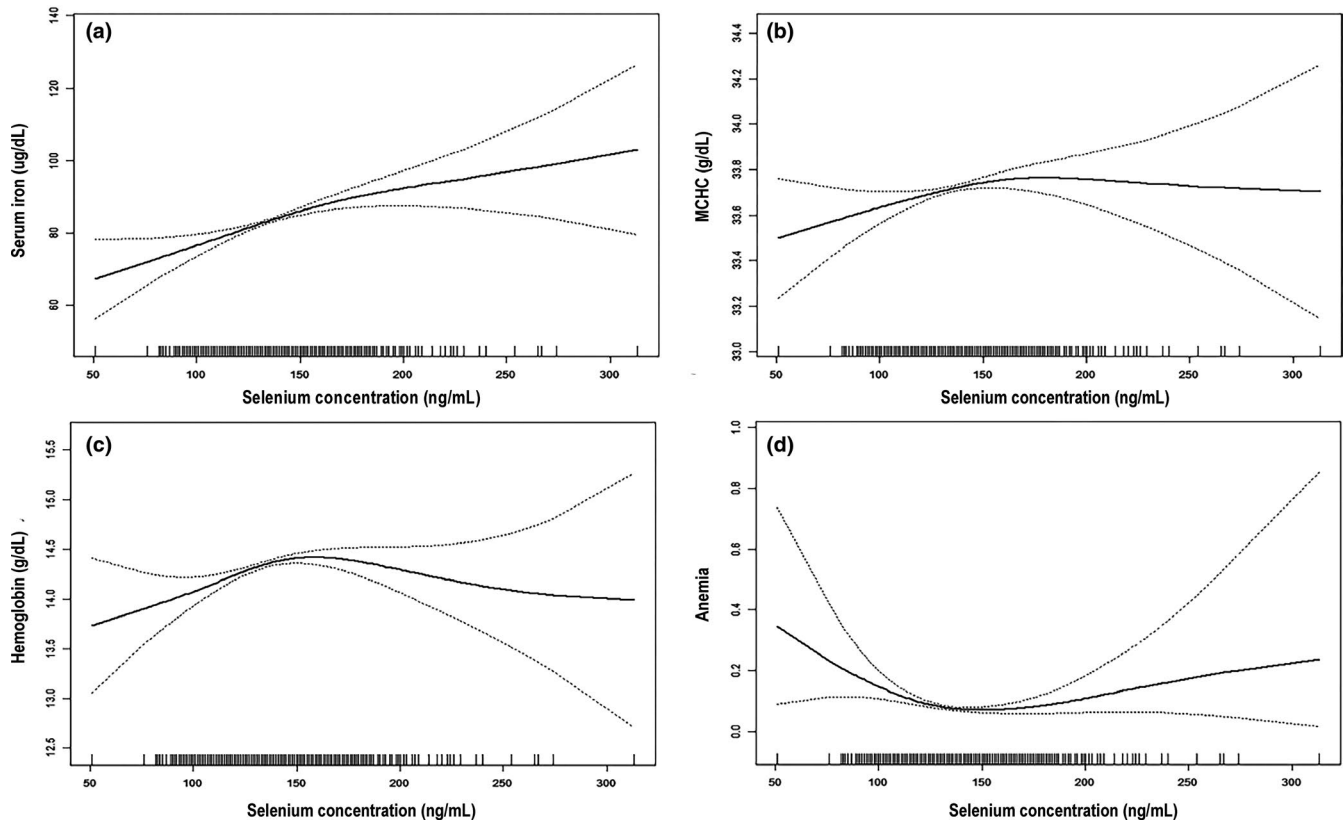 (a)
Serum iron (ug/dL)
140
120
100
80
60
50 100 150 200 250 300
Selenium concentration (ng/mL)
(b)
MCHC (g/dL)
34.4
34.2
34.0
33.8
33.6
33.4
33.2
33.0
50 100 150 200 250 300
Selenium concentration (ng/mL)
(c)
Hemoglobin (g/dL)
15.5
15.0
14.5
14.0
13.5
13.0
12.5
50 100 150 200 250 300
Selenium concentration (ng/mL)
(d)
Anemia
1.0
0.8
0.6
0.4
0.2
0.0
50 100 150 200 250 300
Selenium concentration (ng/mL)